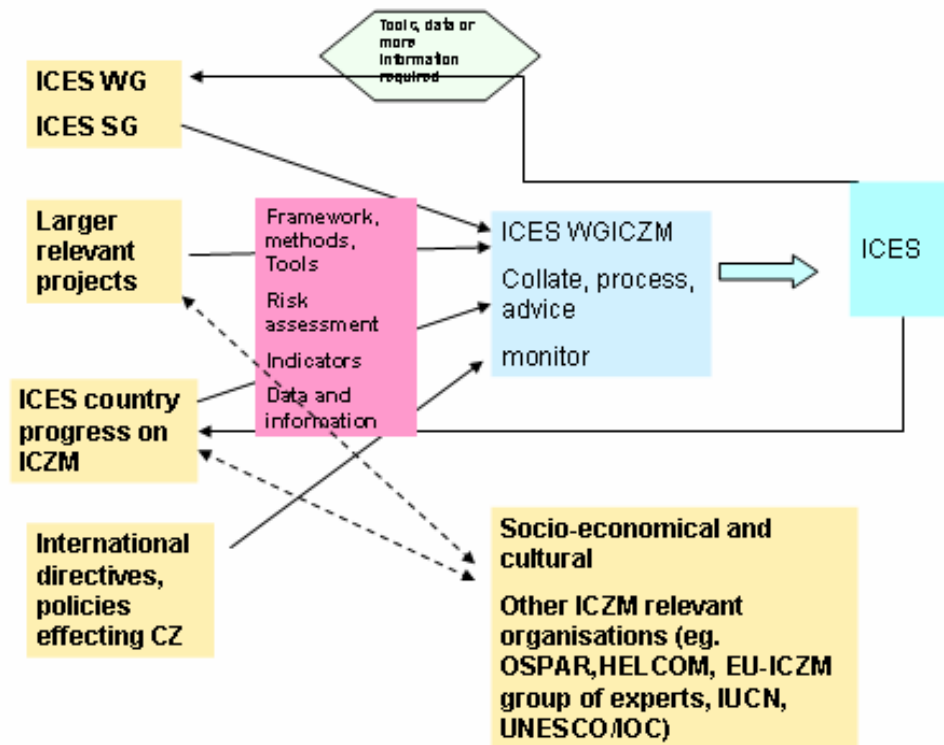 Tools, data or
more
information
required
ICES WG
ICES SG
Larger
relevant
projects
ICES country
progress on
ICZM
International
directives,
policies
effecting CZ
Framework,
methods,
Tools
Risk
assessment
Indicators
Data and
information
ICES WGICZM
Collate, process,
advice
monitor
ICES
Socio-economical and
cultural
Other ICZM relevant
organisations (eg.
OSPAR,HELCOM, EU-ICZM
group of experts, IUCN,
UNESCO/IOC)